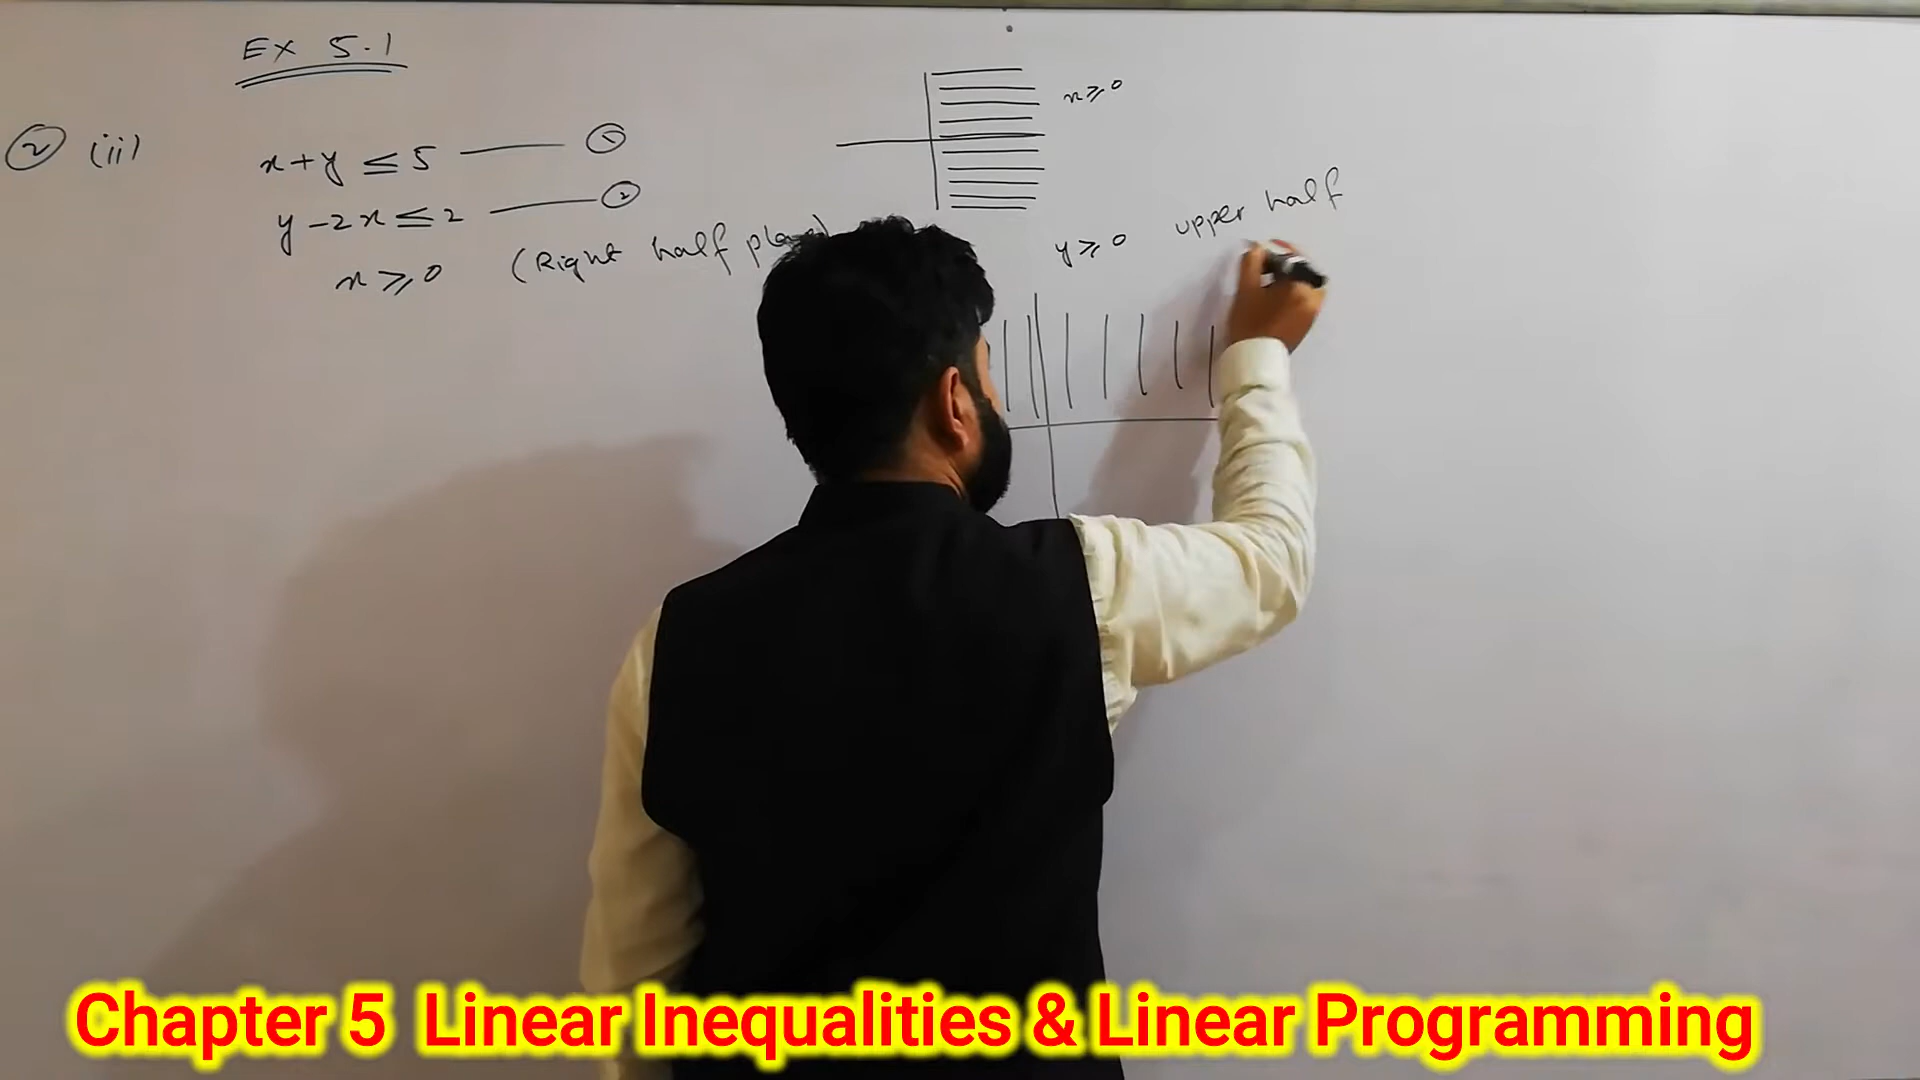 Ex 5.1
② (ii)
x+y ≤ 5 —— ①
y-2x ≤ 2 —— ②
x ≥ 0 (Right half plane)
x ≥ 0
y ≥ 0 upper half
Chapter 5 Linear Inequalities & Linear Programming